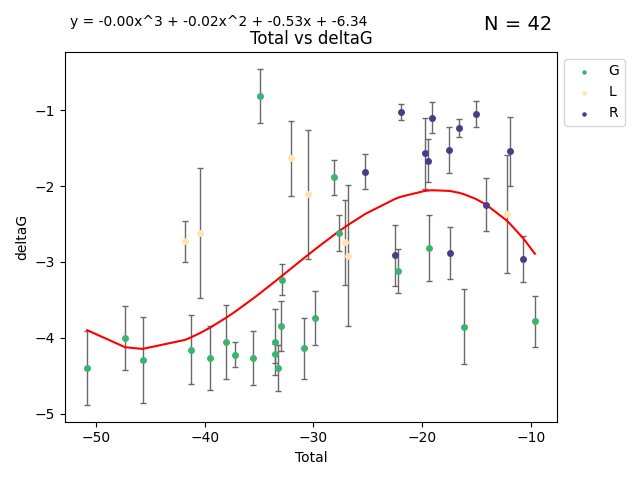 y = -0.00x^3 + -0.02x^2 + -0.53x + -6.34
N = 42
Total vs deltaG
G
L
R
deltaG
−1
−2
−3
−4
−5
−50
−40
−30
−20
−10
Total